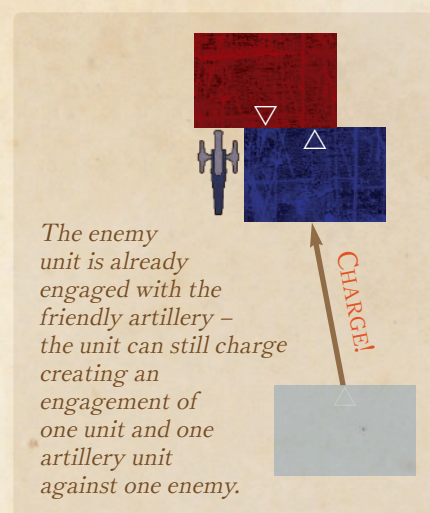 CHARGE!
The enemy
unit is already
engaged with the
friendly artillery –
the unit can still charge
creating an
engagement of
one unit and one
artillery unit
against one enemy.